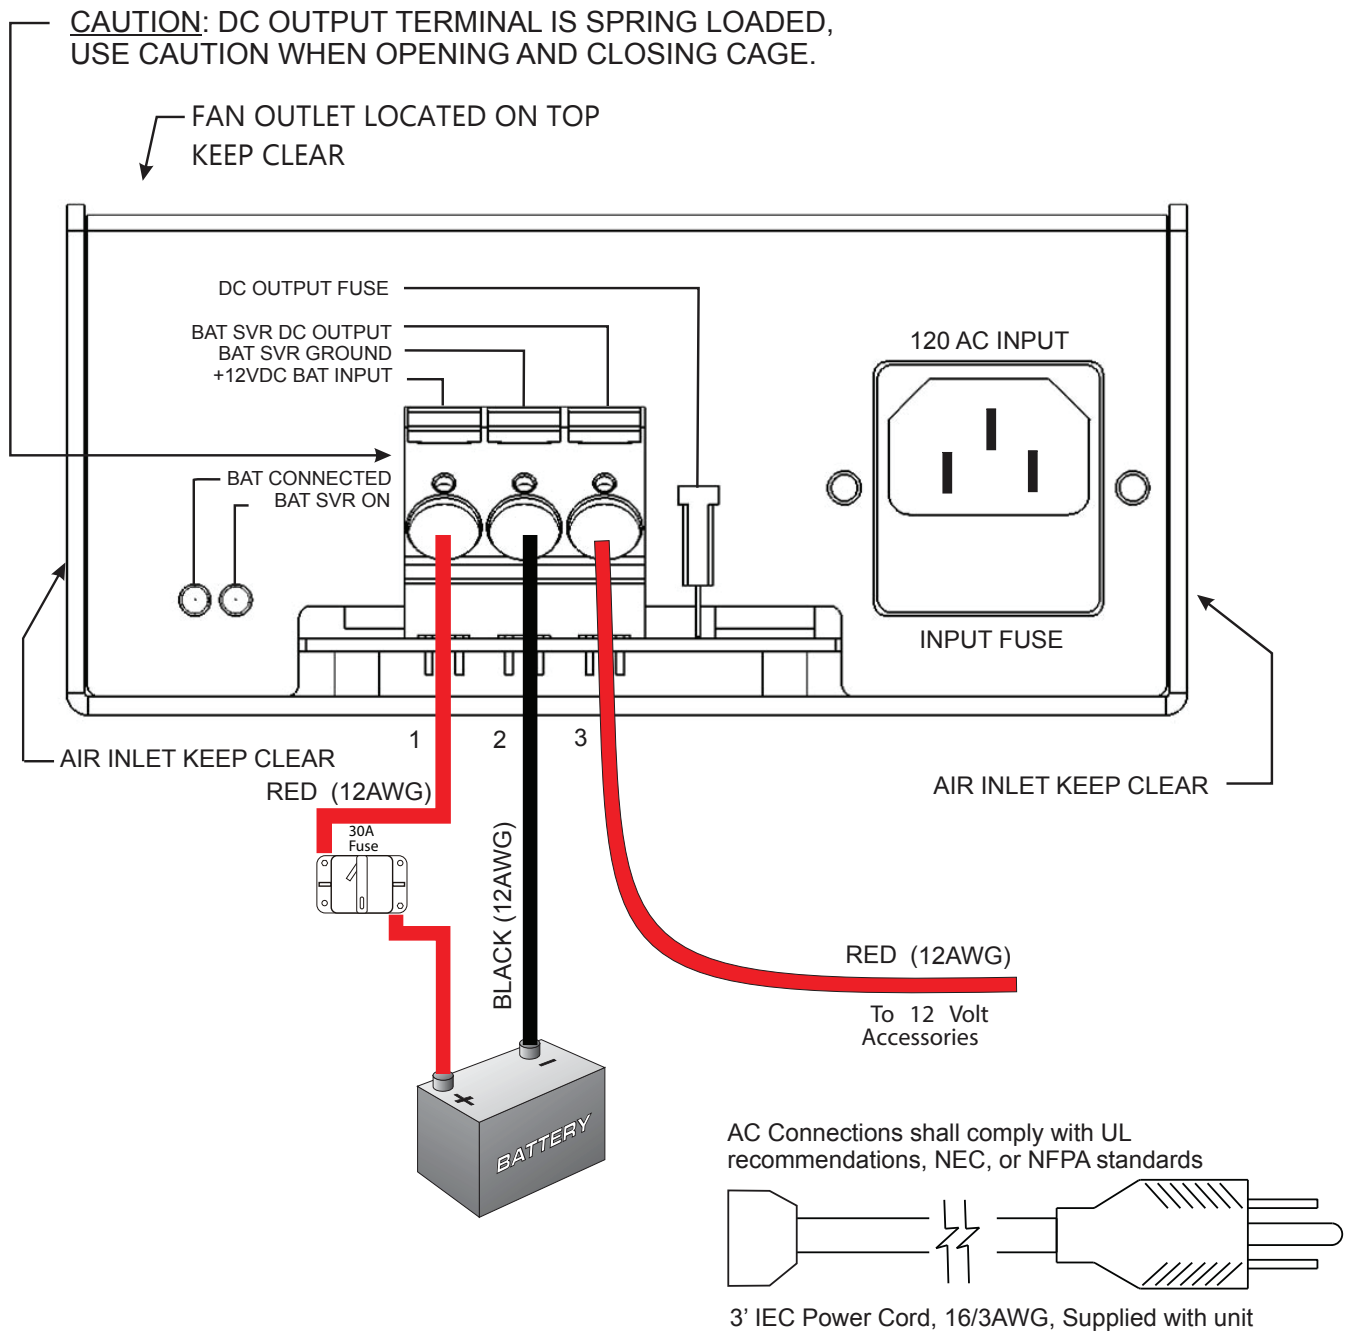 CAUTION: DC OUTPUT TERMINAL IS SPRING LOADED,
USE CAUTION WHEN OPENING AND CLOSING CAGE.
FAN OUTLET LOCATED ON TOP
KEEP CLEAR
DC OUTPUT FUSE
BAT SVR DC OUTPUT
BAT SVR GROUND
+12VDC BAT INPUT
120 AC INPUT
BAT CONNECTED
BAT SVR ON
INPUT FUSE
1 2 3
AIR INLET KEEP CLEAR
AIR INLET KEEP CLEAR
RED (12AWG)
30A
Fuse
BLACK (12AWG)
RED (12AWG)
To 12 Volt
Accessories
+ −
BATTERY
AC Connections shall comply with UL
recommendations, NEC, or NFPA standards
3’ IEC Power Cord, 16/3AWG, Supplied with unit